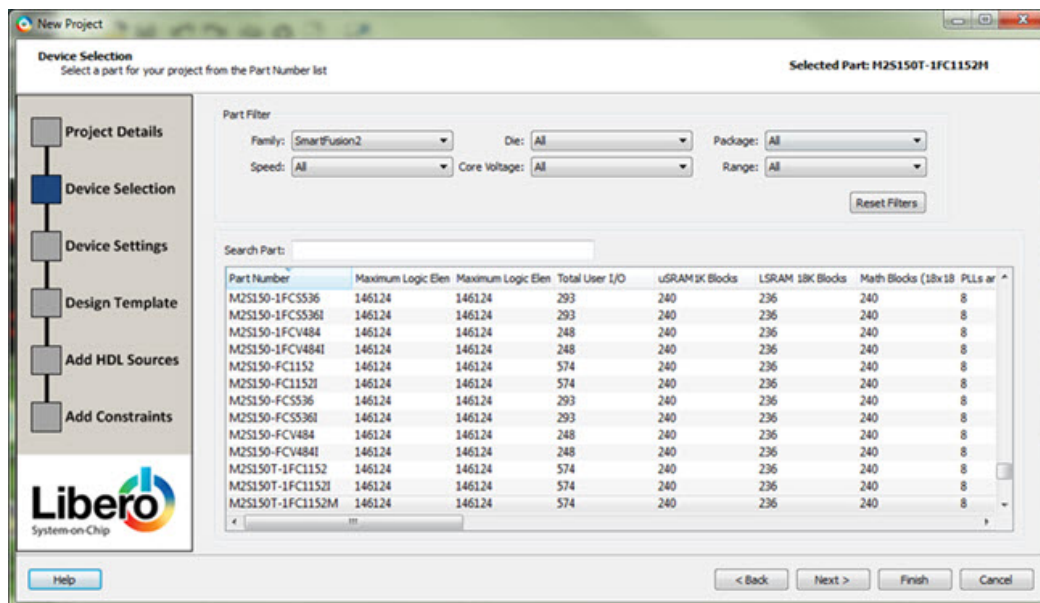 New Project
Device Selection
Select a part for your project from the Part Number list
Selected Part: M2S150T-1FC1152M
Project Details
Device Selection
Device Settings
Design Template
Add HDL Sources
Add Constraints
Libero
System-on-Chip
Part Filter
Family: SmartFusion2 Die: All Package: All
Speed: All Core Voltage: All Range: All
Reset Filters
Search Part:
Part Number Maximum Logic Elen Maximum Logic Elen Total User I/O uSRAM1K Blocks LSRAM 18K Blocks Math Blocks (18x18 PLLs ar
M2S150-1FCS536 146124 146124 293 240 236 240 8
M2S150-1FCS536I 146124 146124 293 240 236 240 8
M2S150-1FCV484 146124 146124 248 240 236 240 8
M2S150-1FCV484I 146124 146124 248 240 236 240 8
M2S150-FC1152 146124 146124 574 240 236 240 8
M2S150-FC1152I 146124 146124 574 240 236 240 8
M2S150-FCS536 146124 146124 293 240 236 240 8
M2S150-FCS536I 146124 146124 293 240 236 240 8
M2S150-FCV484 146124 146124 248 240 236 240 8
M2S150-FCV484I 146124 146124 248 240 236 240 8
M2S150T-1FC1152 146124 146124 574 240 236 240 8
M2S150T-1FC1152I 146124 146124 574 240 236 240 8
M2S150T-1FC1152M 146124 146124 574 240 236 240 8
Help < Back Next > Finish Cancel